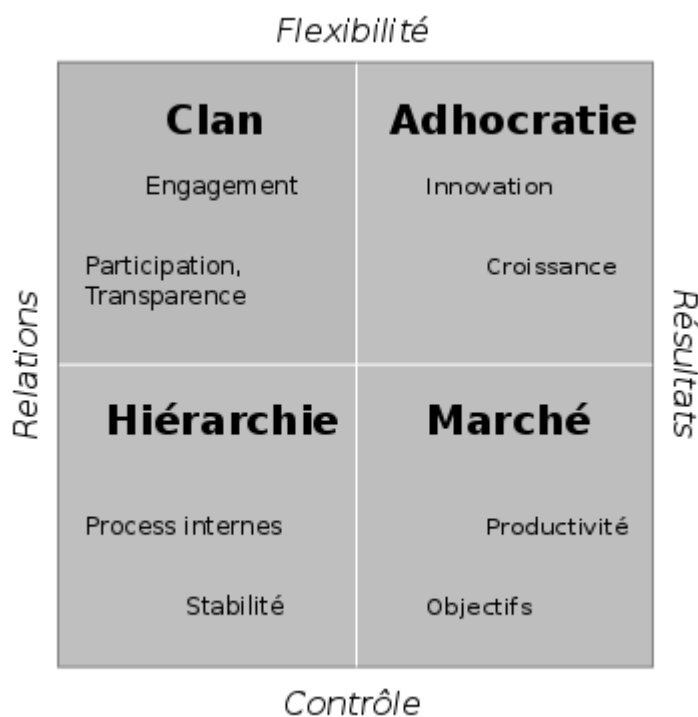 Flexibilité
Clan
Adhocratie
Engagement
Innovation
Participation,
Transparence
Croissance
Relations
Résultats
Hiérarchie
Marché
Process internes
Productivité
Stabilité
Objectifs
Contrôle